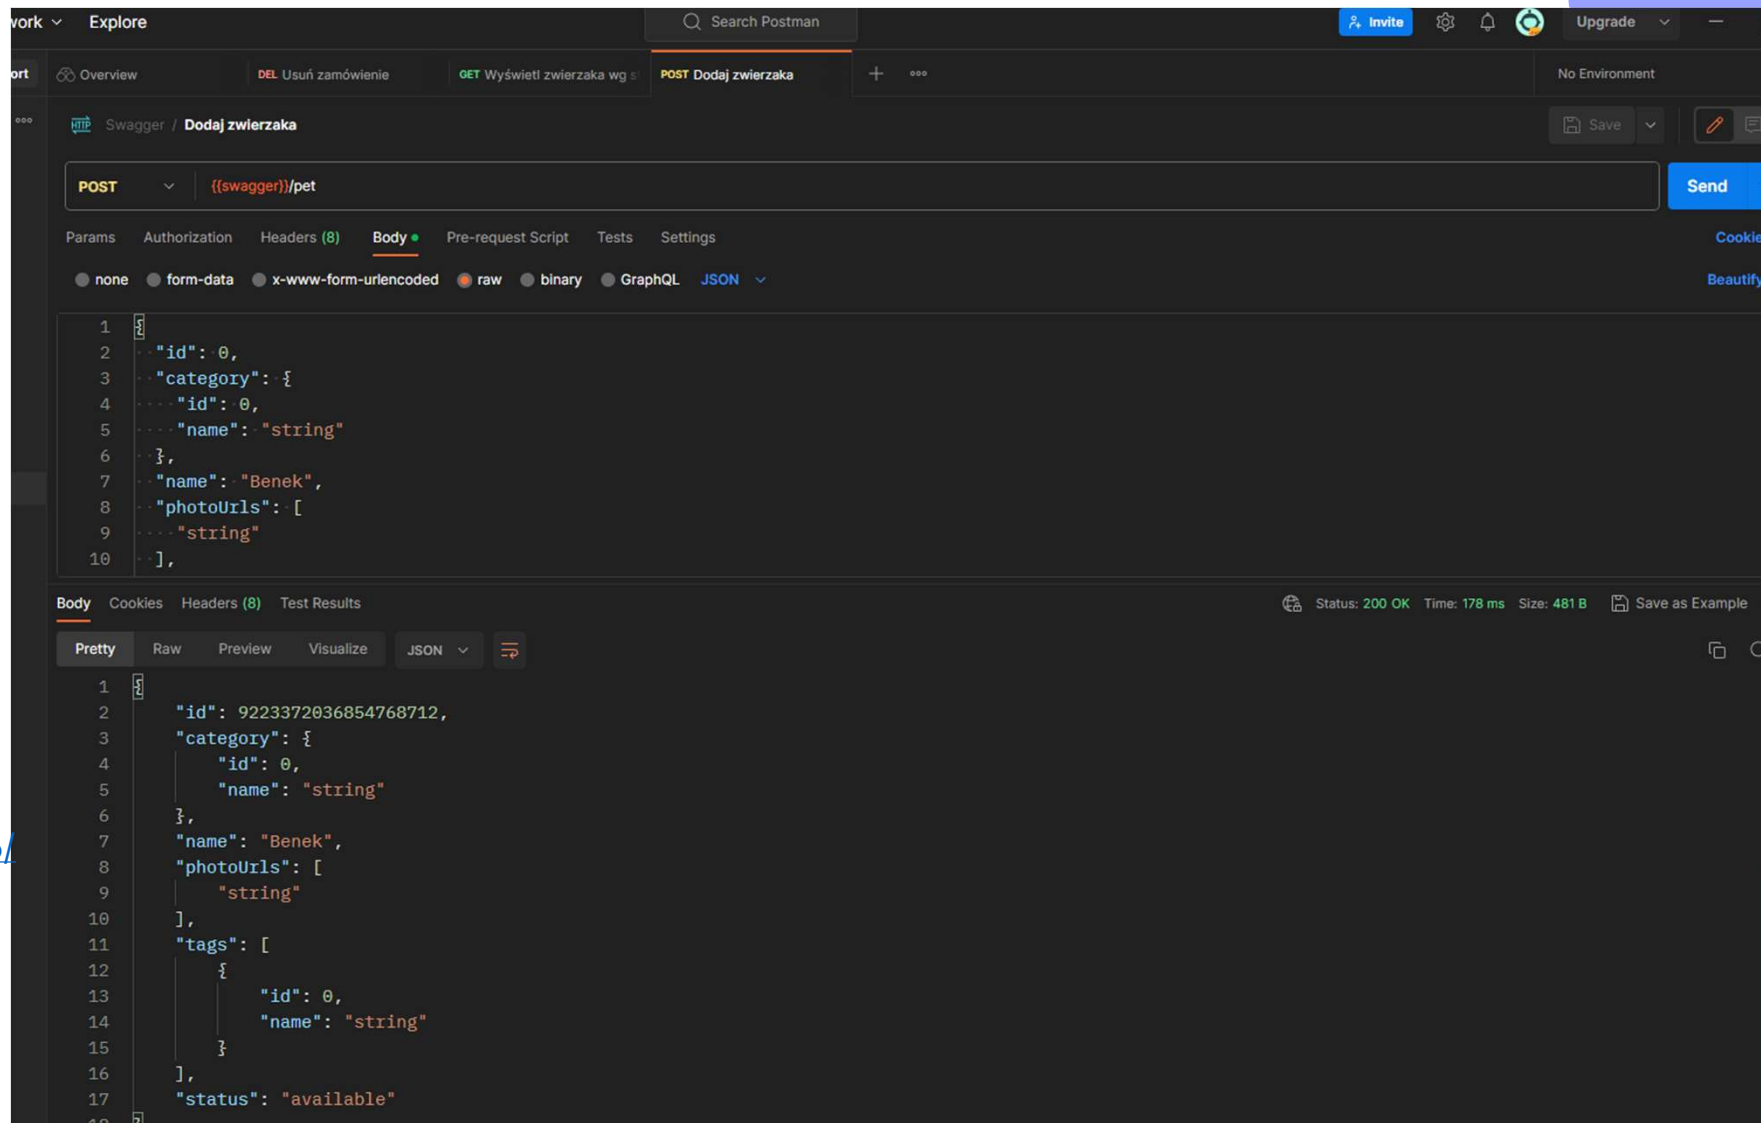 work Explore Search Postman Invite Upgrade
ort Overview DEL Usuń zamówienie GET Wyświetl zwierzaka wg s POST Dodaj zwierzaka No Environment
HTTP Swagger / Dodaj zwierzaka Save
POST {{swagger}}/pet Send
Params Authorization Headers (8) Body Pre-request Script Tests Settings Cookie
none form-data x-www-form-urlencoded raw binary GraphQL JSON Beautify
1 {
2 "id": 0,
3 "category": {
4 "id": 0,
5 "name": "string"
6 },
7 "name": "Benek",
8 "photoUrls": [
9 "string"
10 ],
Body Cookies Headers (8) Test Results Status: 200 OK Time: 178 ms Size: 481 B Save as Example
Pretty Raw Preview Visualize JSON
1 {
2 "id": 9223372036854768712,
3 "category": {
4 "id": 0,
5 "name": "string"
6 },
7 "name": "Benek",
8 "photoUrls": [
9 "string"
10 ],
11 "tags": [
12 {
13 "id": 0,
14 "name": "string"
15 }
16 ],
17 "status": "available"
18 }